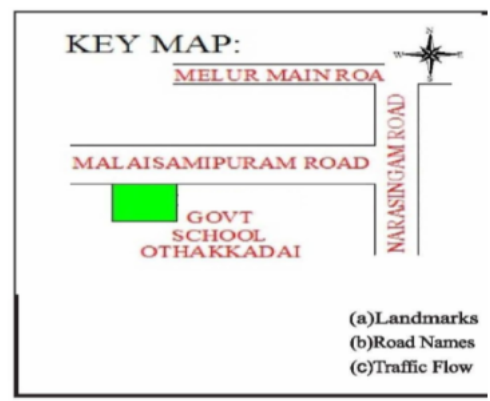 KEY MAP:
N
W E
S
MELUR MAIN ROA
MALAISAMIPURAM ROAD
NARASINGAM ROAD
GOVT
SCHOOL
OTHAKKADAI
(a)Landmarks
(b)Road Names
(c)Traffic Flow